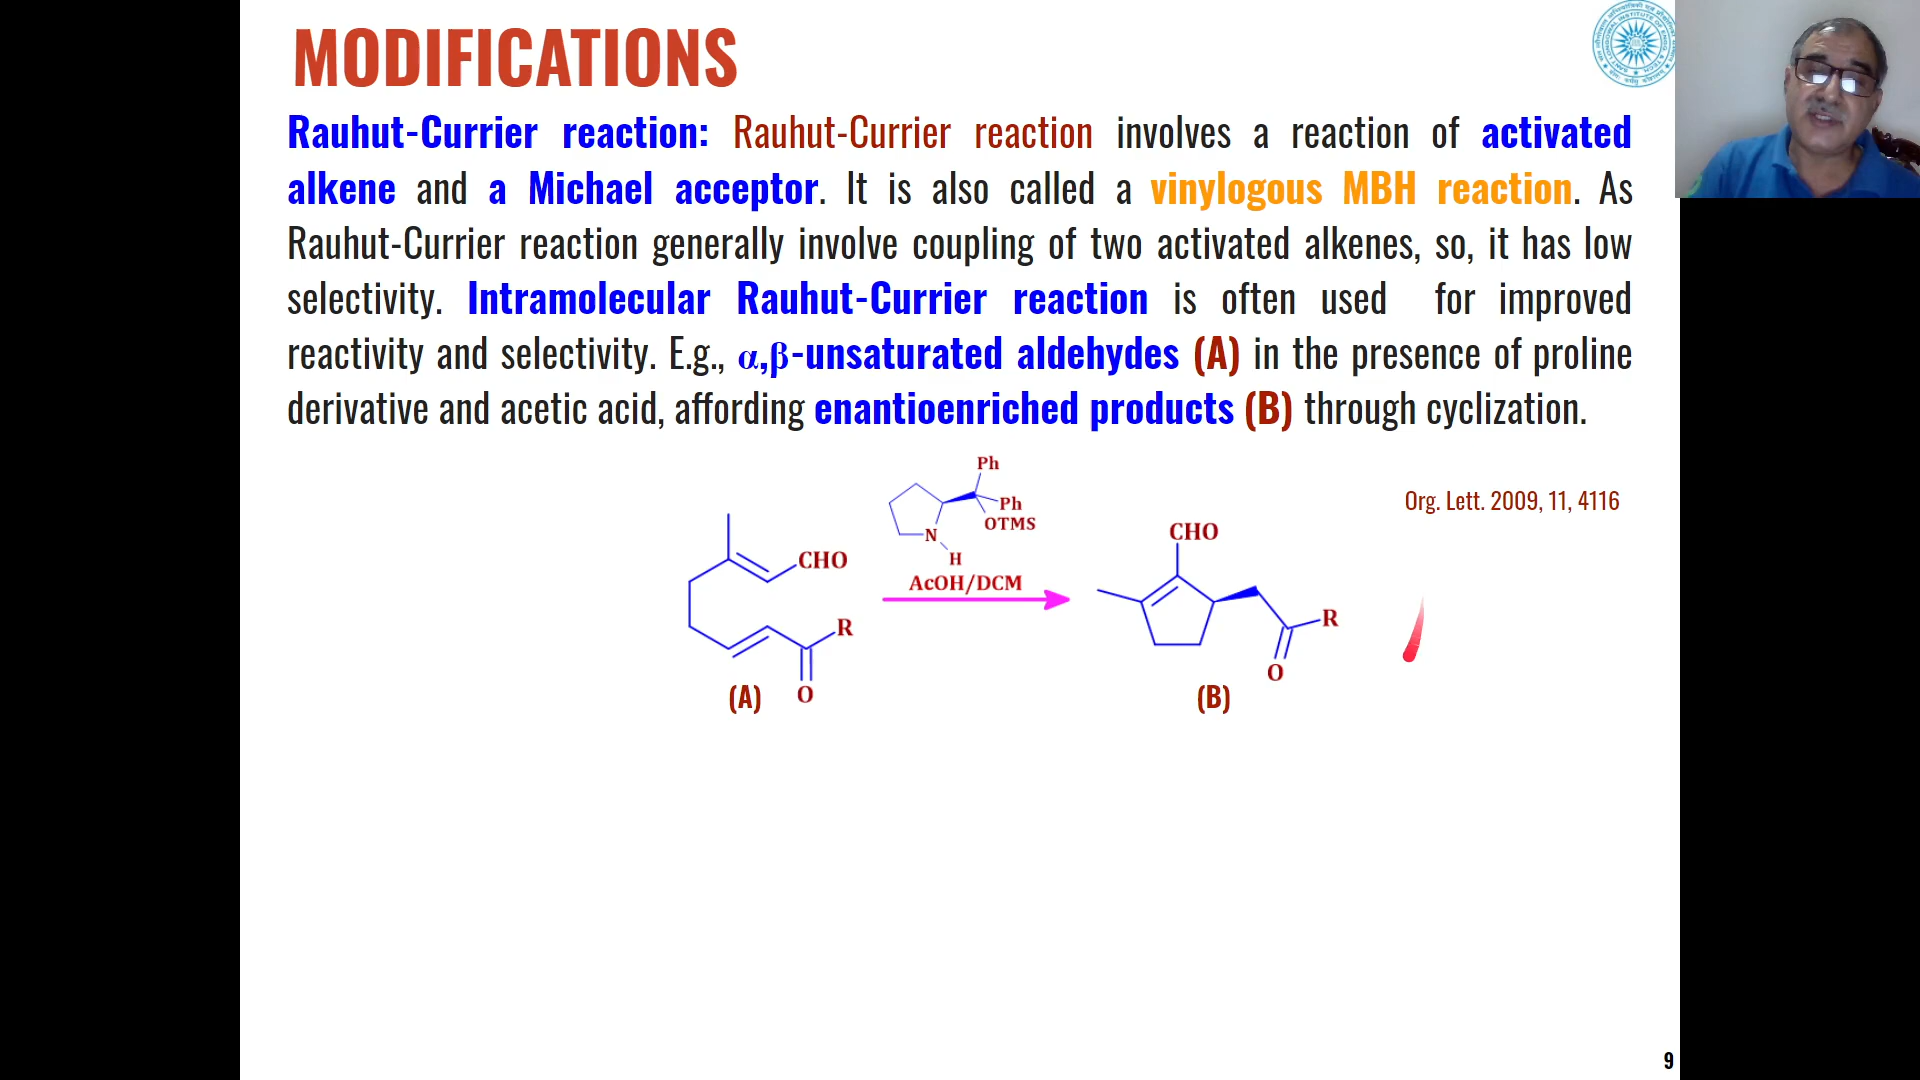 MODIFICATIONS
Rauhut-Currier reaction: Rauhut-Currier reaction involves a reaction of activated
alkene and a Michael acceptor. It is also called a vinylogous MBH reaction. As
Rauhut-Currier reaction generally involve coupling of two activated alkenes, so, it has low
selectivity. Intramolecular Rauhut-Currier reaction is often used for improved
reactivity and selectivity. E.g., α,β-unsaturated aldehydes (A) in the presence of proline
derivative and acetic acid, affording enantioenriched products (B) through cyclization.
Ph
Ph
OTMS
N
H
AcOH/DCM
Org. Lett. 2009, 11, 4116
CHO
R
O
(A)
CHO
R
O
(B)
9